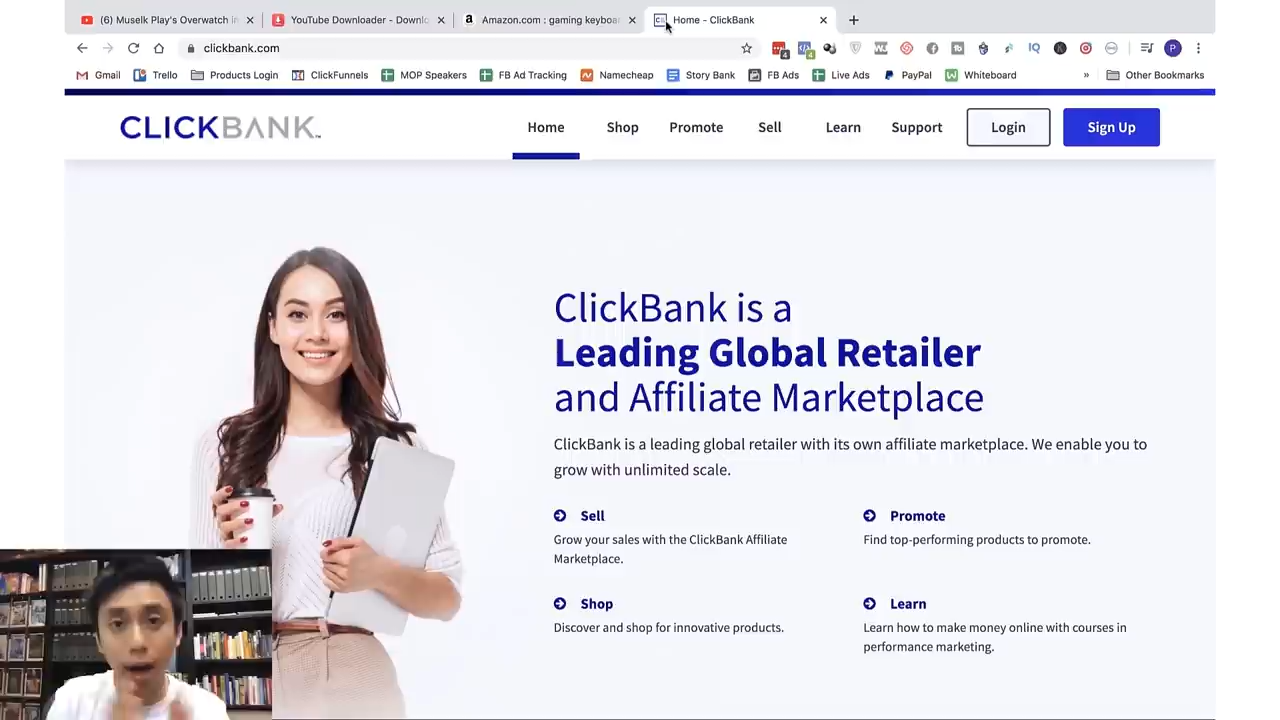 (6) Muselk Play's Overwatch in
YouTube Downloader - Downlo
Amazon.com : gaming keyboar
Home - ClickBank
clickbank.com
Gmail
Trello
Products Login
ClickFunnels
MOP Speakers
FB Ad Tracking
Namecheap
Story Bank
FB Ads
Live Ads
PayPal
Whiteboard
»
Other Bookmarks
CLICKBANK
Home
Shop
Promote
Sell
Learn
Support
Login
Sign Up
ClickBank is a
Leading Global Retailer
and Affiliate Marketplace
ClickBank is a leading global retailer with its own affiliate marketplace. We enable you to
grow with unlimited scale.
Sell
Grow your sales with the ClickBank Affiliate
Marketplace.
Promote
Find top-performing products to promote.
Shop
Discover and shop for innovative products.
Learn
Learn how to make money online with courses in
performance marketing.